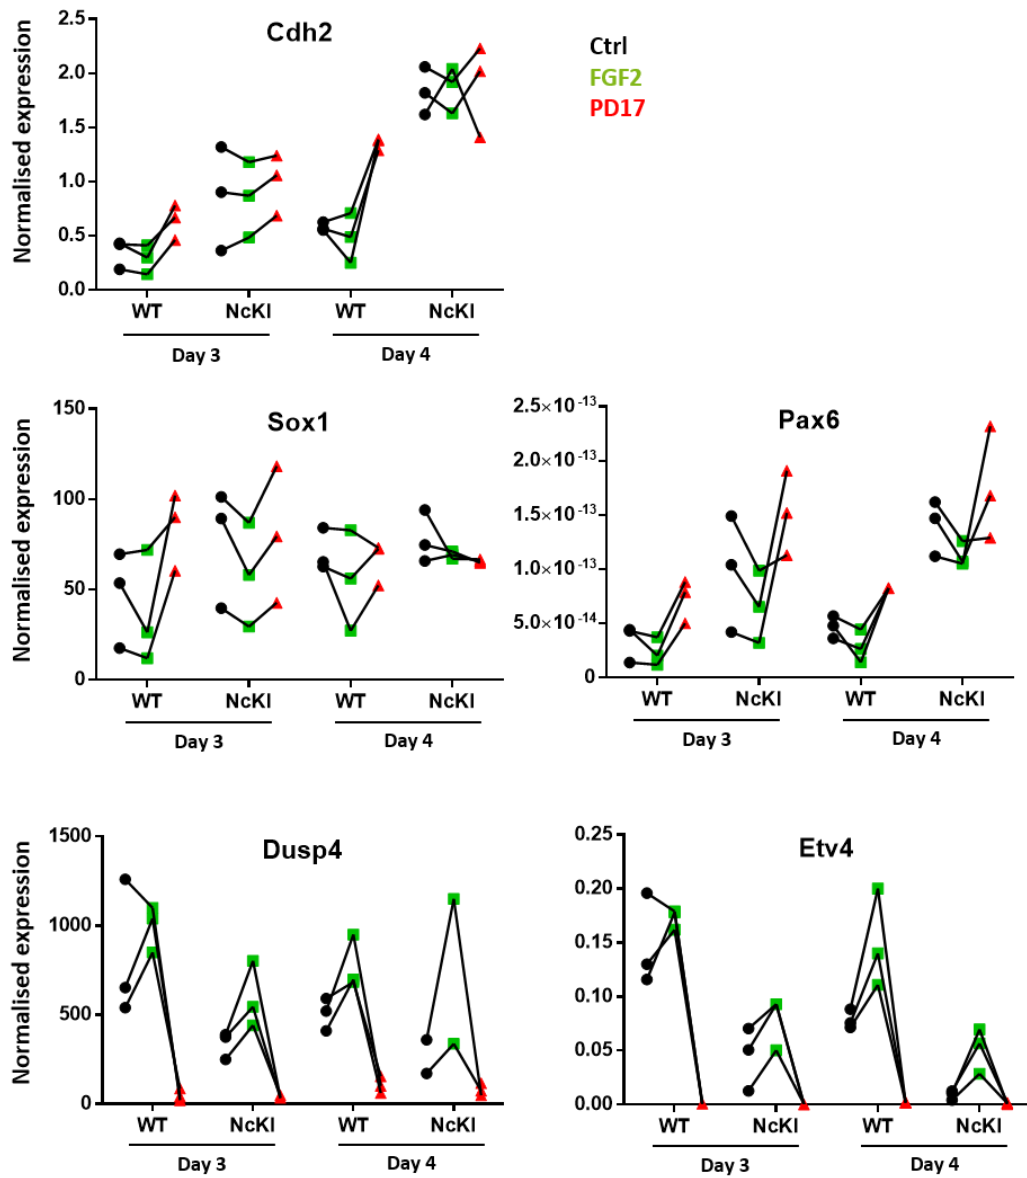 Cdh2
Ctrl
FGF2
PD17
Normalised expression
2.5
2.0
1.5
1.0
0.5
0.0
WT NcKI WT NcKI
Day 3 Day 4
Sox1
Normalised expression
150
100
50
0
WT NcKI WT NcKI
Day 3 Day 4
Pax6
2.5×10-13
2.0×10-13
1.5×10-13
1.0×10-13
5.0×10-14
0
WT NcKI WT NcKI
Day 3 Day 4
Dusp4
Normalised expression
1500
1000
500
0
WT NcKI WT NcKI
Day 3 Day 4
Etv4
0.25
0.20
0.15
0.10
0.05
0.00
WT NcKI WT NcKI
Day 3 Day 4